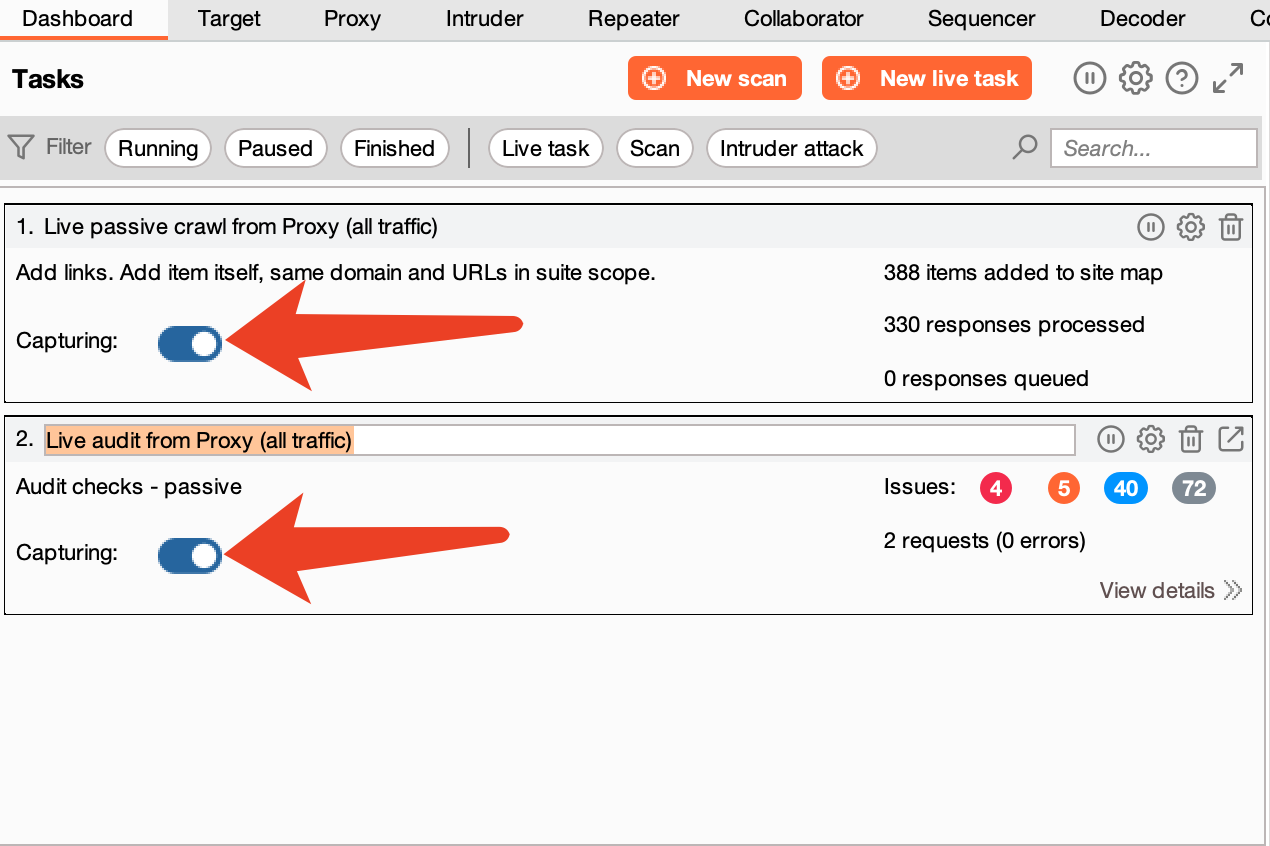 Dashboard Target Proxy Intruder Repeater Collaborator Sequencer Decoder
Tasks New scan New live task
Filter Running Paused Finished Live task Scan Intruder attack Search...
1. Live passive crawl from Proxy (all traffic)
Add links. Add item itself, same domain and URLs in suite scope. 388 items added to site map
330 responses processed
Capturing:
0 responses queued
2. Live audit from Proxy (all traffic)
Audit checks - passive Issues: 4 5 40 72
Capturing: 2 requests (0 errors)
View details